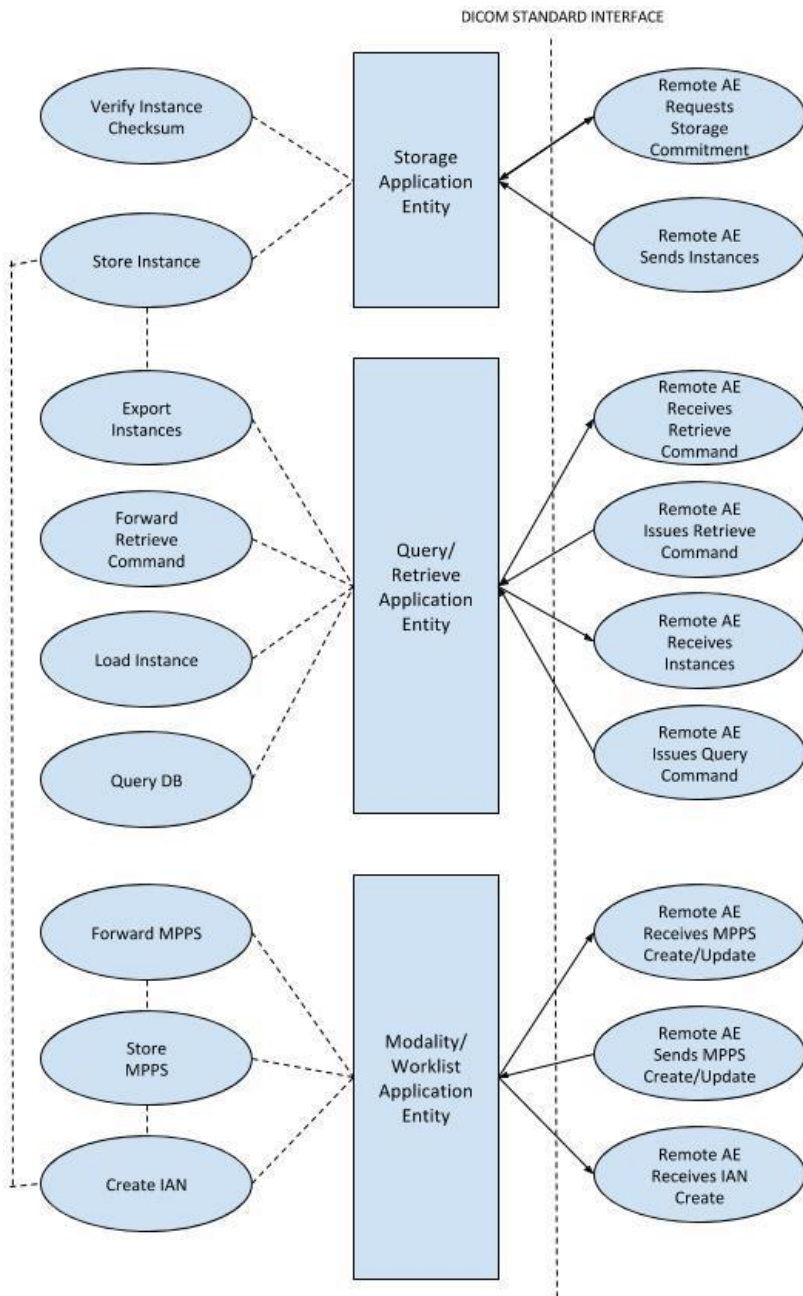 DICOM STANDARD INTERFACE
Verify Instance
Checksum
Storage
Application
Entity
Remote AE
Requests
Storage
Commitment
Store Instance
Remote AE
Sends Instances
Export
Instances
Forward
Retrieve
Command
Load Instance
Query DB
Query/
Retrieve
Application
Entity
Remote AE
Receives
Retrieve
Command
Remote AE
Issues Retrieve
Command
Remote AE
Receives
Instances
Remote AE
Issues Query
Command
Forward MPPS
Store
MPPS
Create IAN
Modality/
Worklist
Application
Entity
Remote AE
Receives MPPS
Create/Update
Remote AE
Sends MPPS
Create/Update
Remote AE
Receives IAN
Create